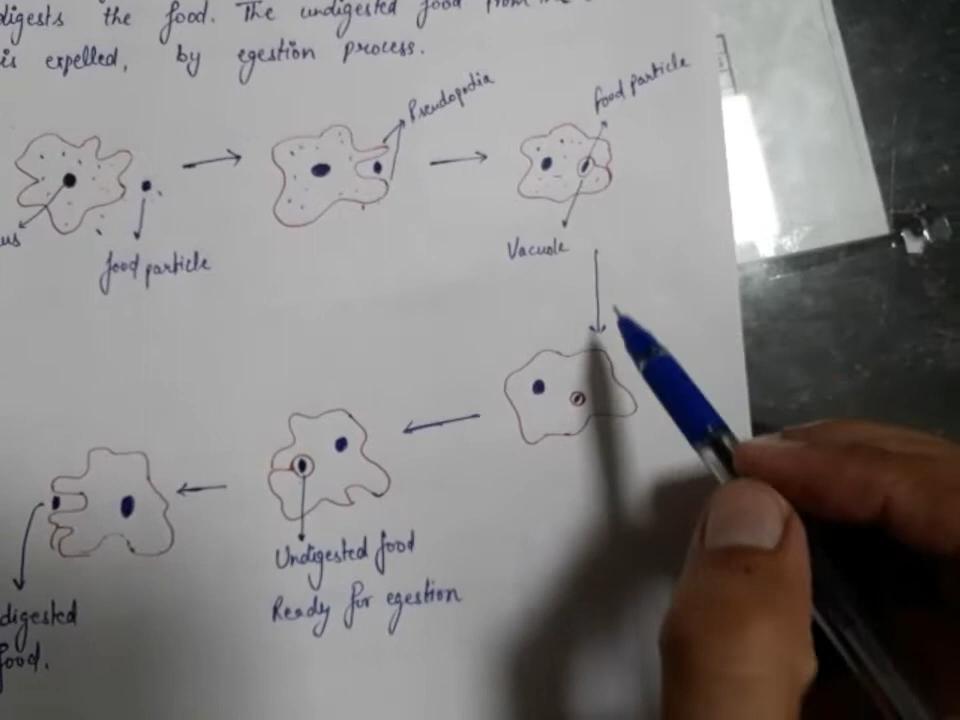 digests the food. The undigested food from
is expelled, by egestion process.
Pseudopodia
food particle
food particle
Vacuole
Undigested food
Ready for egestion
digested
food.